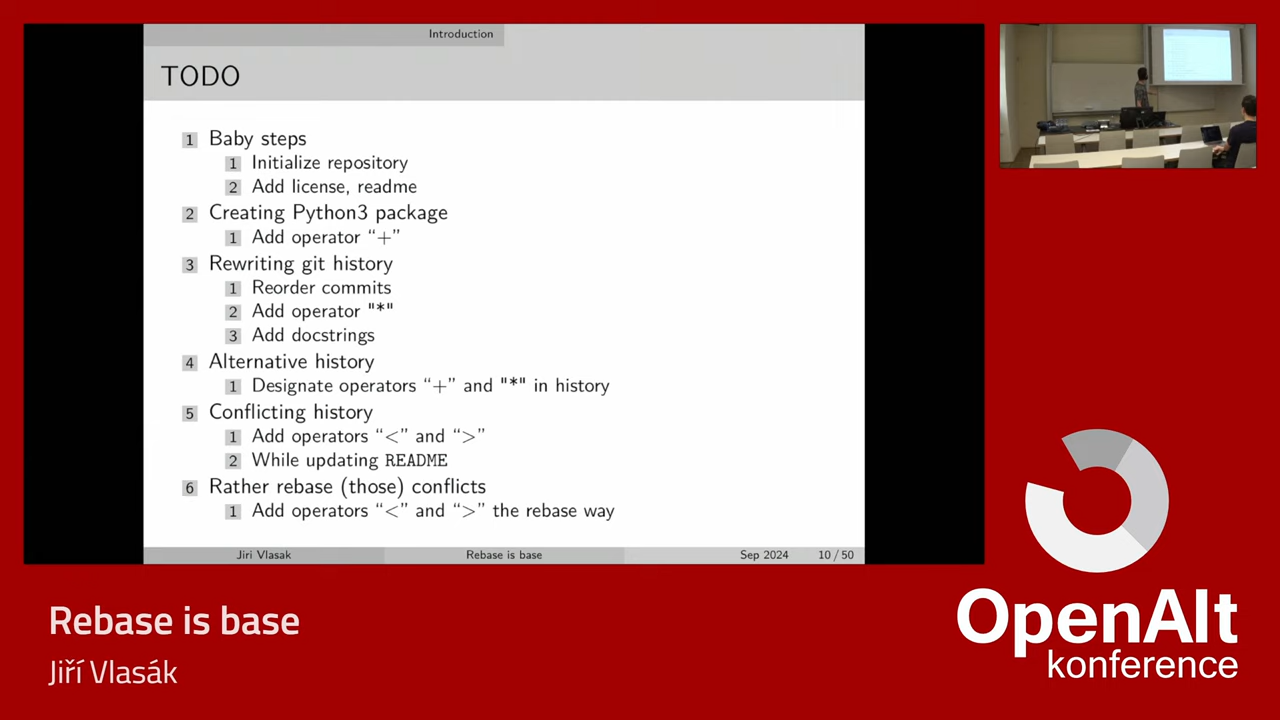 Introduction
TODO
1 Baby steps
1 Initialize repository
2 Add license, readme
2 Creating Python3 package
1 Add operator “+”
3 Rewriting git history
1 Reorder commits
2 Add operator "*"
3 Add docstrings
4 Alternative history
1 Designate operators “+” and "*" in history
5 Conflicting history
1 Add operators “<” and “>”
2 While updating README
6 Rather rebase (those) conflicts
1 Add operators “<” and “>” the rebase way
Jiri Vlasak Rebase is base Sep 2024 10 / 50
Rebase is base
Jiří Vlasák
OpenAlt
konference